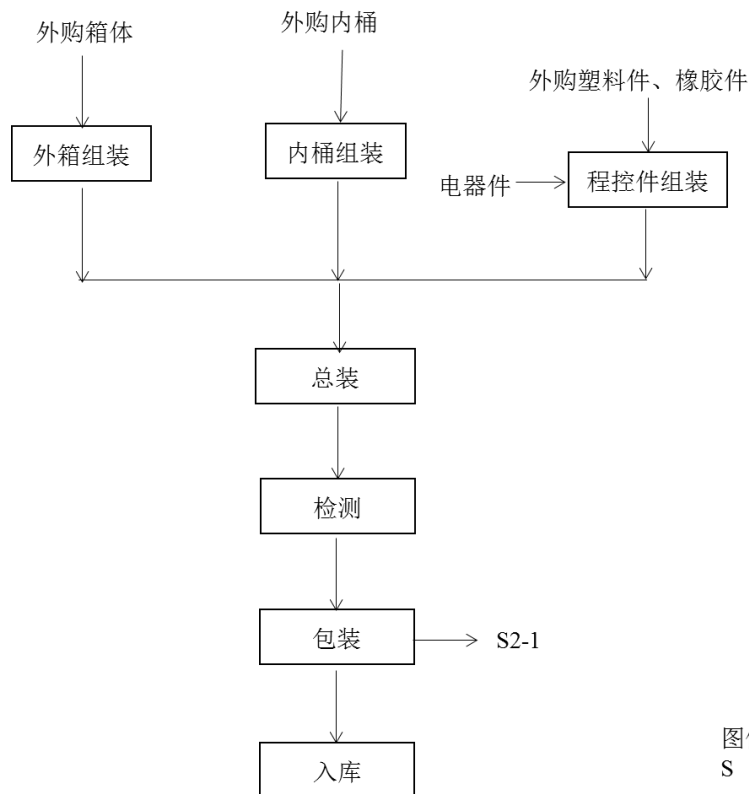 外购箱体
外购内桶
外购塑料件、橡胶件
外箱组装
内桶组装
电器件
程控件组装
总装
检测
包装
S2-1
入库
图
S